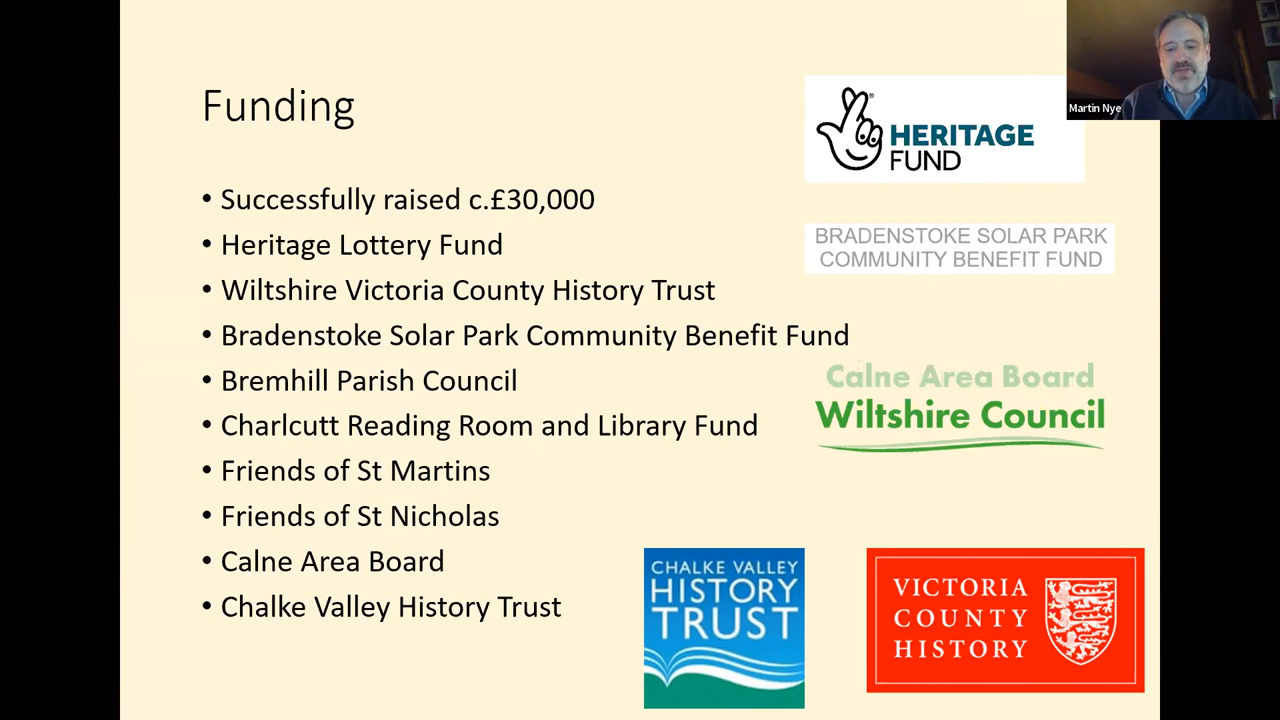 Funding
• Successfully raised c.£30,000
• Heritage Lottery Fund
• Wiltshire Victoria County History Trust
• Bradenstoke Solar Park Community Benefit Fund
• Bremhill Parish Council
• Charlcutt Reading Room and Library Fund
• Friends of St Martins
• Friends of St Nicholas
• Calne Area Board
• Chalke Valley History Trust
HERITAGE
FUND
®
Martin Nye
BRADENSTOKE SOLAR PARK
COMMUNITY BENEFIT FUND
Calne Area Board
Wiltshire Council
CHALKE VALLEY
HISTORY
TRUST
VICTORIA
COUNTY
HISTORY